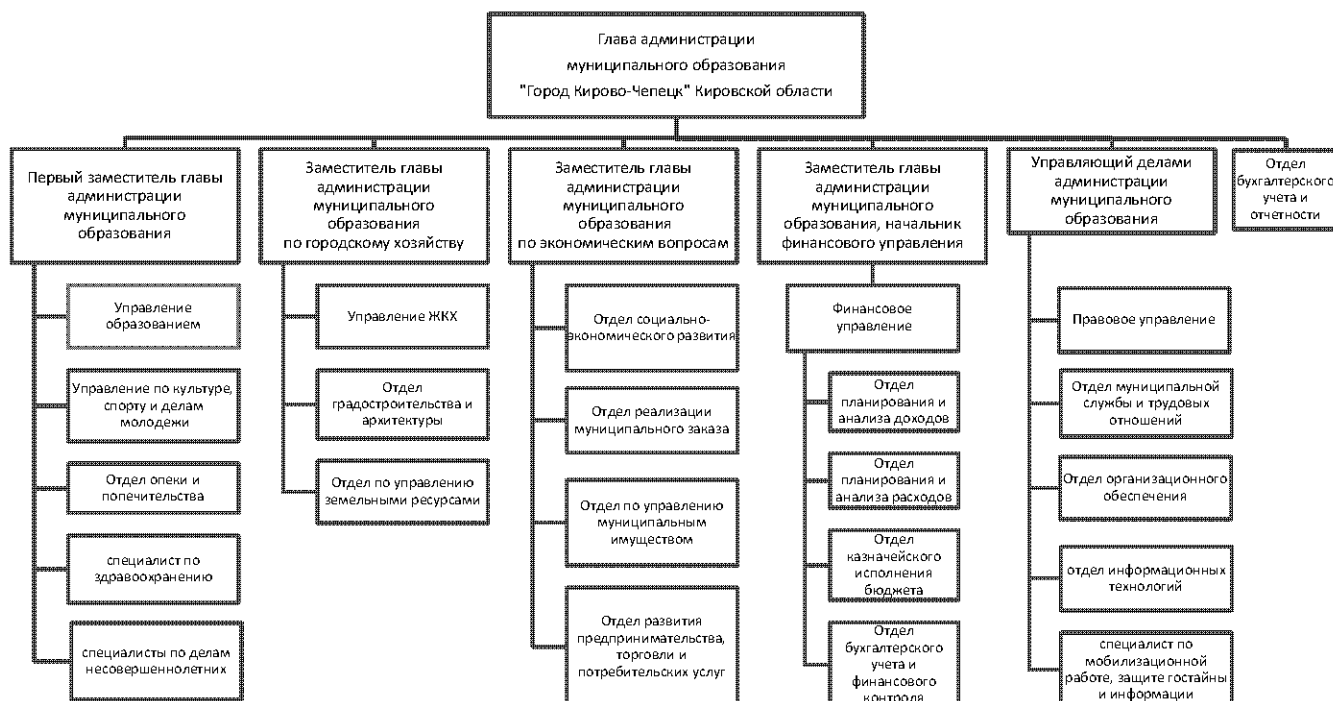 Глава администрации
муниципального образования
"Город Кирово-Чепецк" Кировской области
Первый заместитель главы
администрации
муниципального
образования
Заместитель главы
администрации
муниципального
образования
по городскому хозяйству
Заместитель главы
администрации
муниципального
образования
по экономическим вопросам
Заместитель главы
администрации
муниципального
образования, начальник
финансового управления
Управляющий делами
администрации
муниципального
образования
Отдел
бухгалтерского
учета и
отчетности
Управление
образованием
Управление по культуре,
спорту и делам
молодежи
Отдел опеки и
попечительства
специалист по
здравоохранению
специалисты по делам
несовершеннолетних
Управление ЖКХ
Отдел
градостроительства и
архитектуры
Отдел по управлению
земельными ресурсами
Отдел социально-
экономического развития
Отдел реализации
муниципального заказа
Отдел по управлению
муниципальным
имуществом
Отдел развития
предпринимательства,
торговли и
потребительских услуг
Финансовое
управление
Отдел
планирования и
анализа доходов
Отдел
планирования и
анализа расходов
Отдел
казначейского
исполнения
бюджета
Отдел
бухгалтерского
учета и
финансового
контроля
Правовое управление
Отдел муниципальной
службы и трудовых
отношений
Отдел организационного
обеспечения
отдел информационных
технологий
специалист по
мобилизационной
работе, защите гостайны
и информации